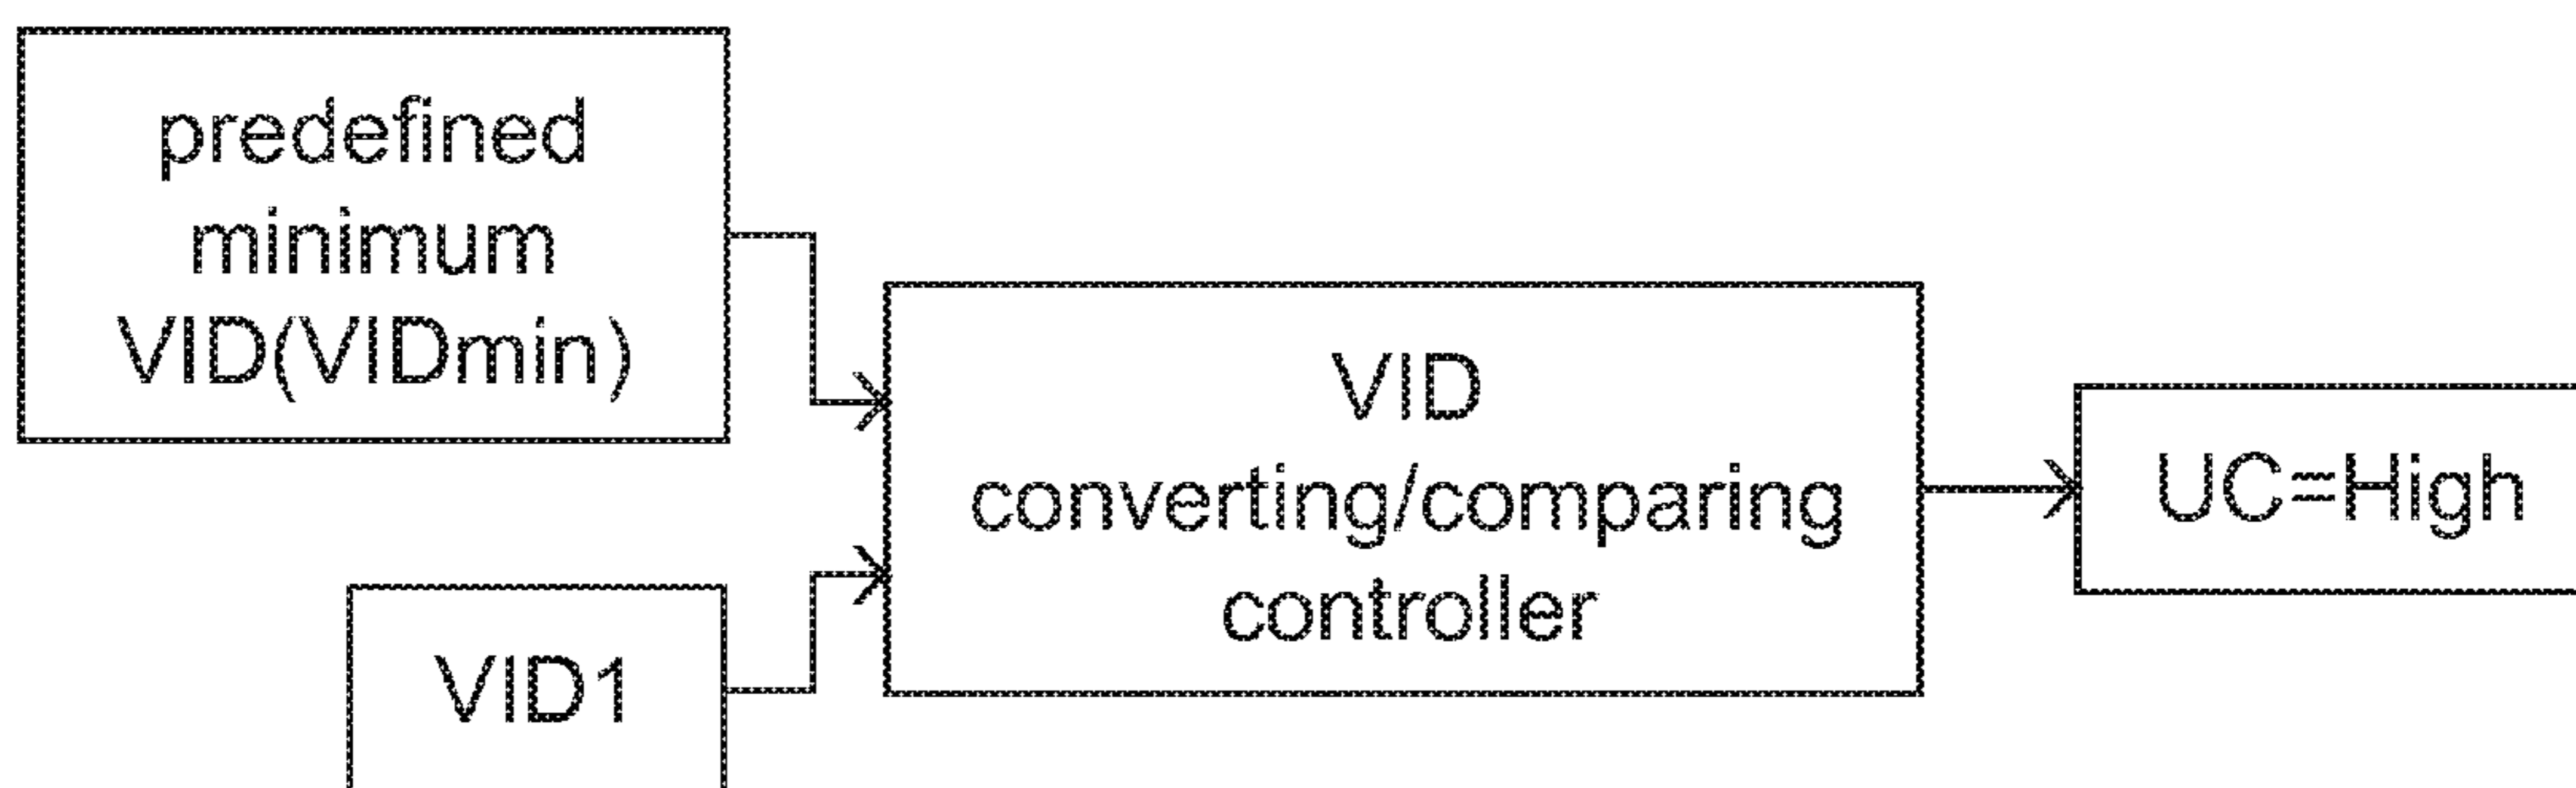 predefined
minimum
VID(VIDmin)
VID
converting/comparing
controller
UC=High
VID1